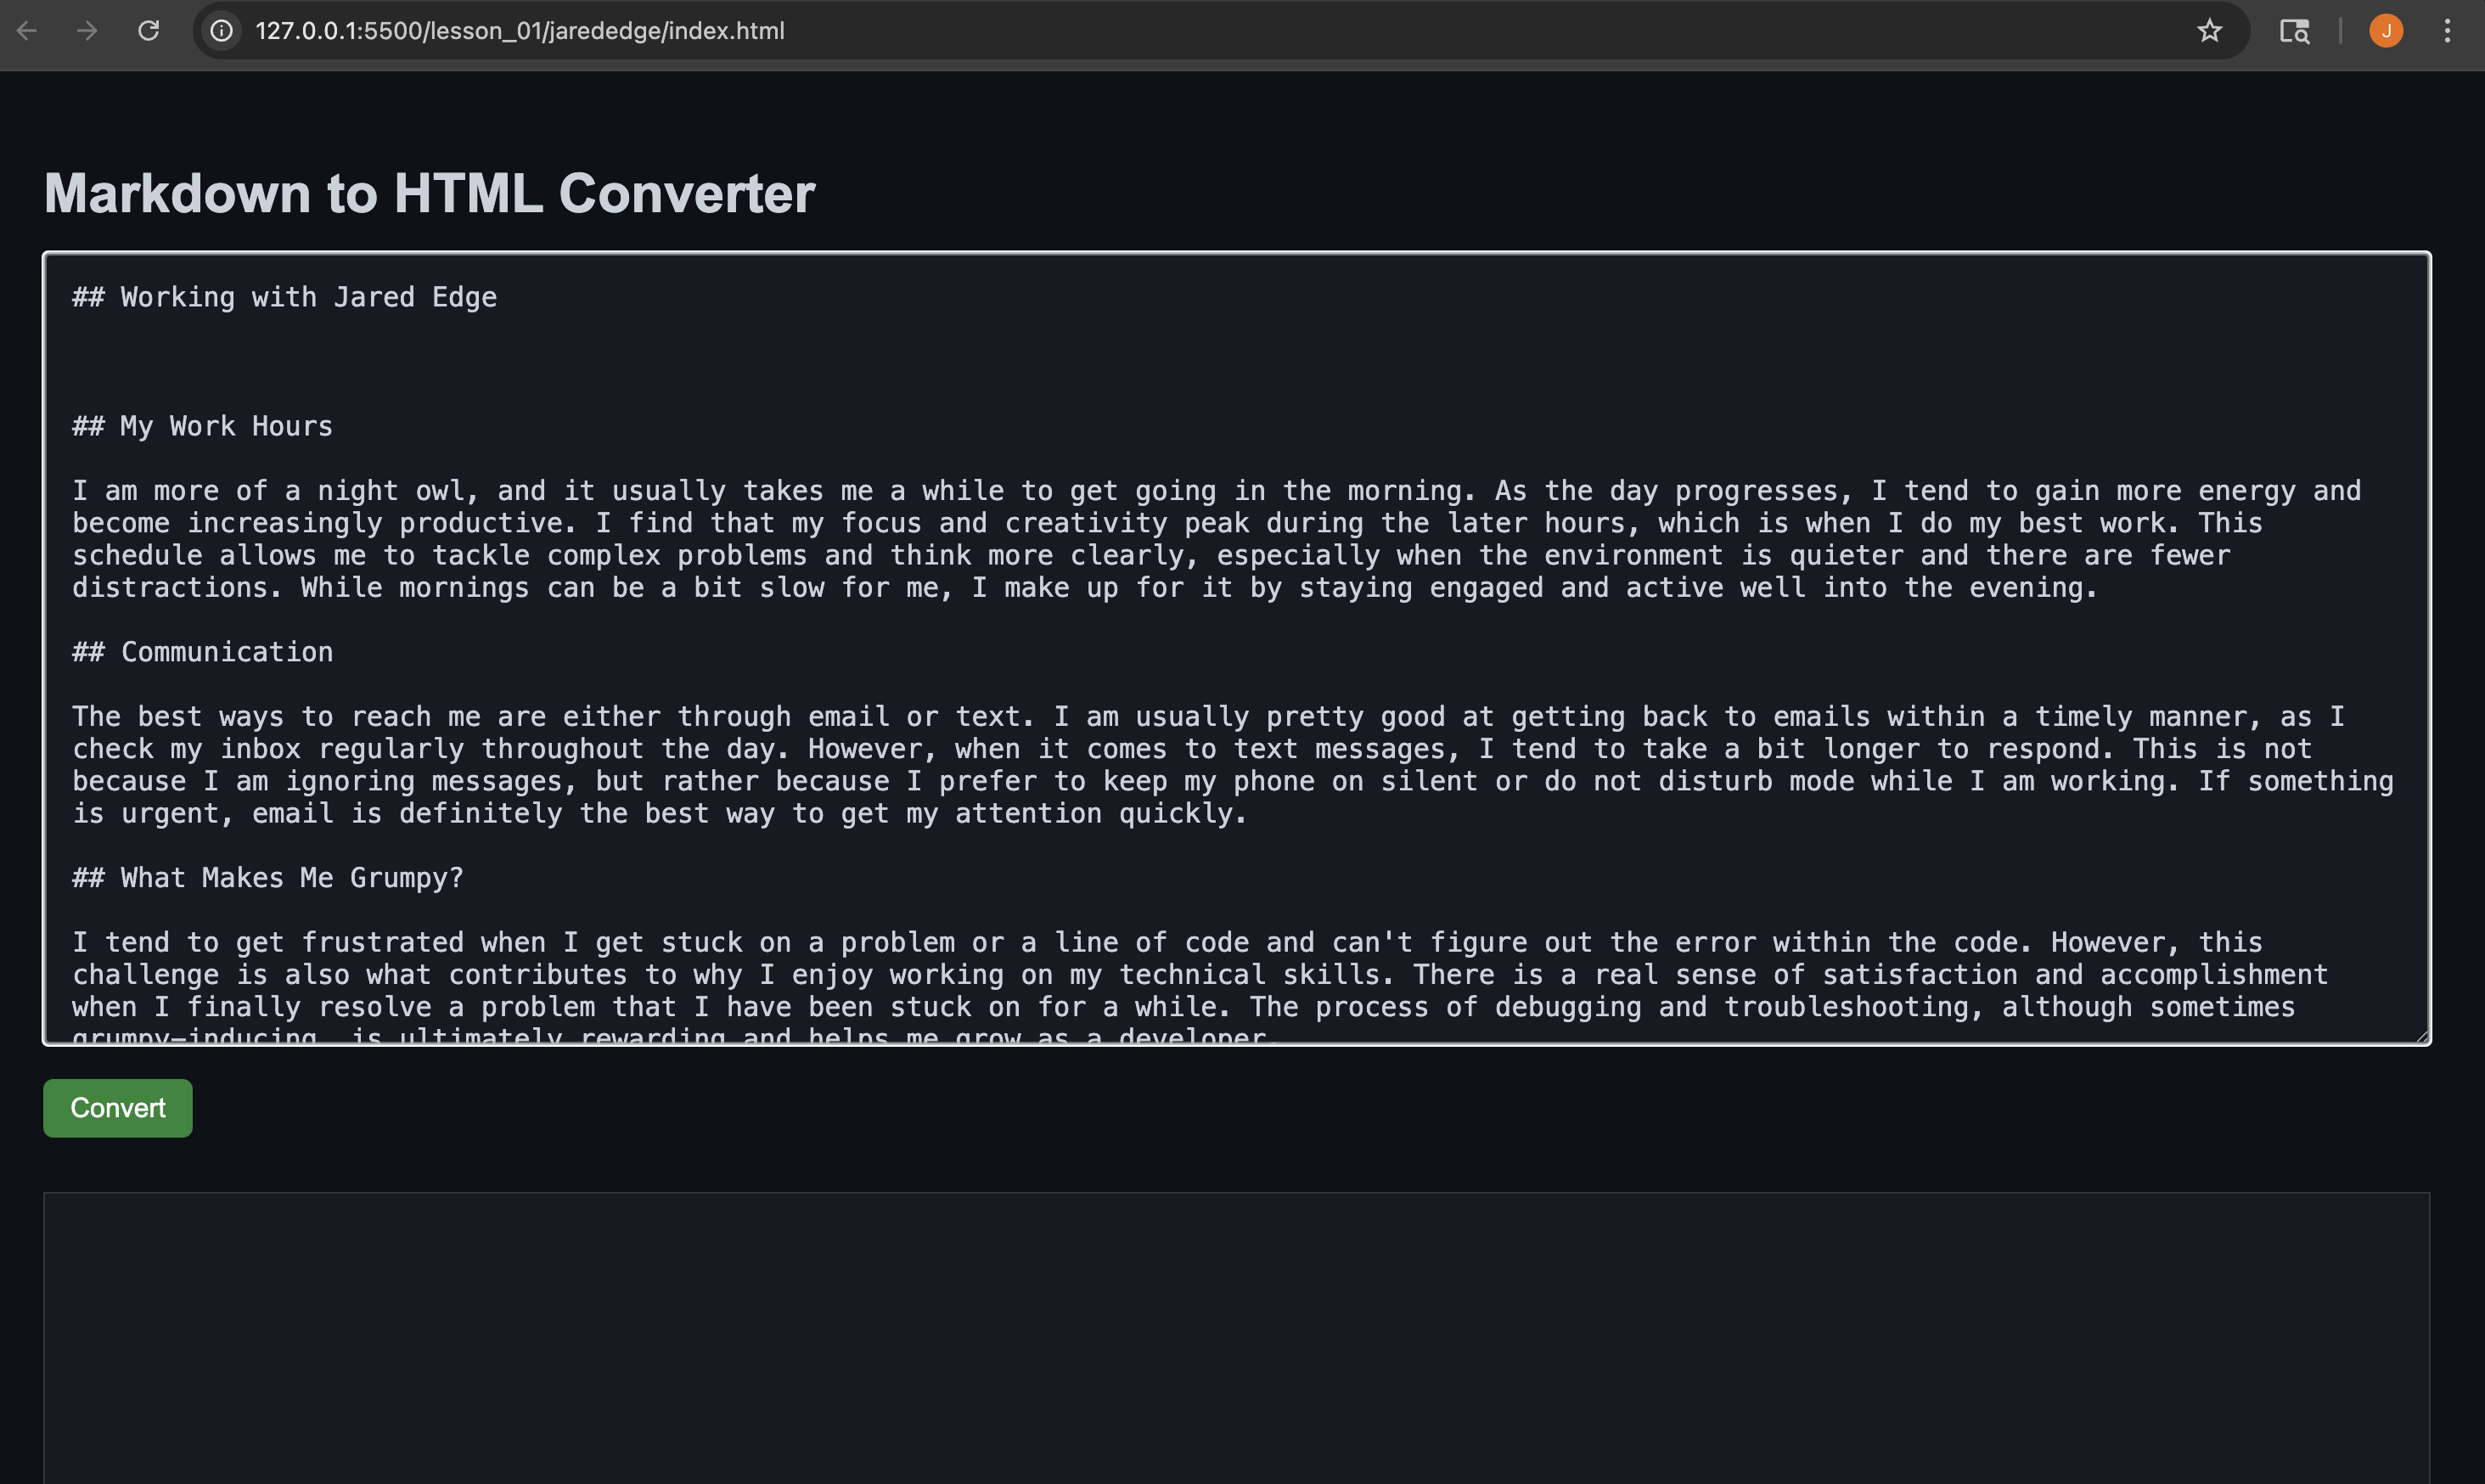 127.0.0.1:5500/lesson_01/jarededge/index.html
J
Markdown to HTML Converter
## Working with Jared Edge
## My Work Hours
I am more of a night owl, and it usually takes me a while to get going in the morning. As the day progresses, I tend to gain more energy and
become increasingly productive. I find that my focus and creativity peak during the later hours, which is when I do my best work. This
schedule allows me to tackle complex problems and think more clearly, especially when the environment is quieter and there are fewer
distractions. While mornings can be a bit slow for me, I make up for it by staying engaged and active well into the evening.
## Communication
The best ways to reach me are either through email or text. I am usually pretty good at getting back to emails within a timely manner, as I
check my inbox regularly throughout the day. However, when it comes to text messages, I tend to take a bit longer to respond. This is not
because I am ignoring messages, but rather because I prefer to keep my phone on silent or do not disturb mode while I am working. If something
is urgent, email is definitely the best way to get my attention quickly.
## What Makes Me Grumpy?
I tend to get frustrated when I get stuck on a problem or a line of code and can't figure out the error within the code. However, this
challenge is also what contributes to why I enjoy working on my technical skills. There is a real sense of satisfaction and accomplishment
when I finally resolve a problem that I have been stuck on for a while. The process of debugging and troubleshooting, although sometimes
grumpy-inducing, is ultimately rewarding and helps me grow as a developer.
Convert